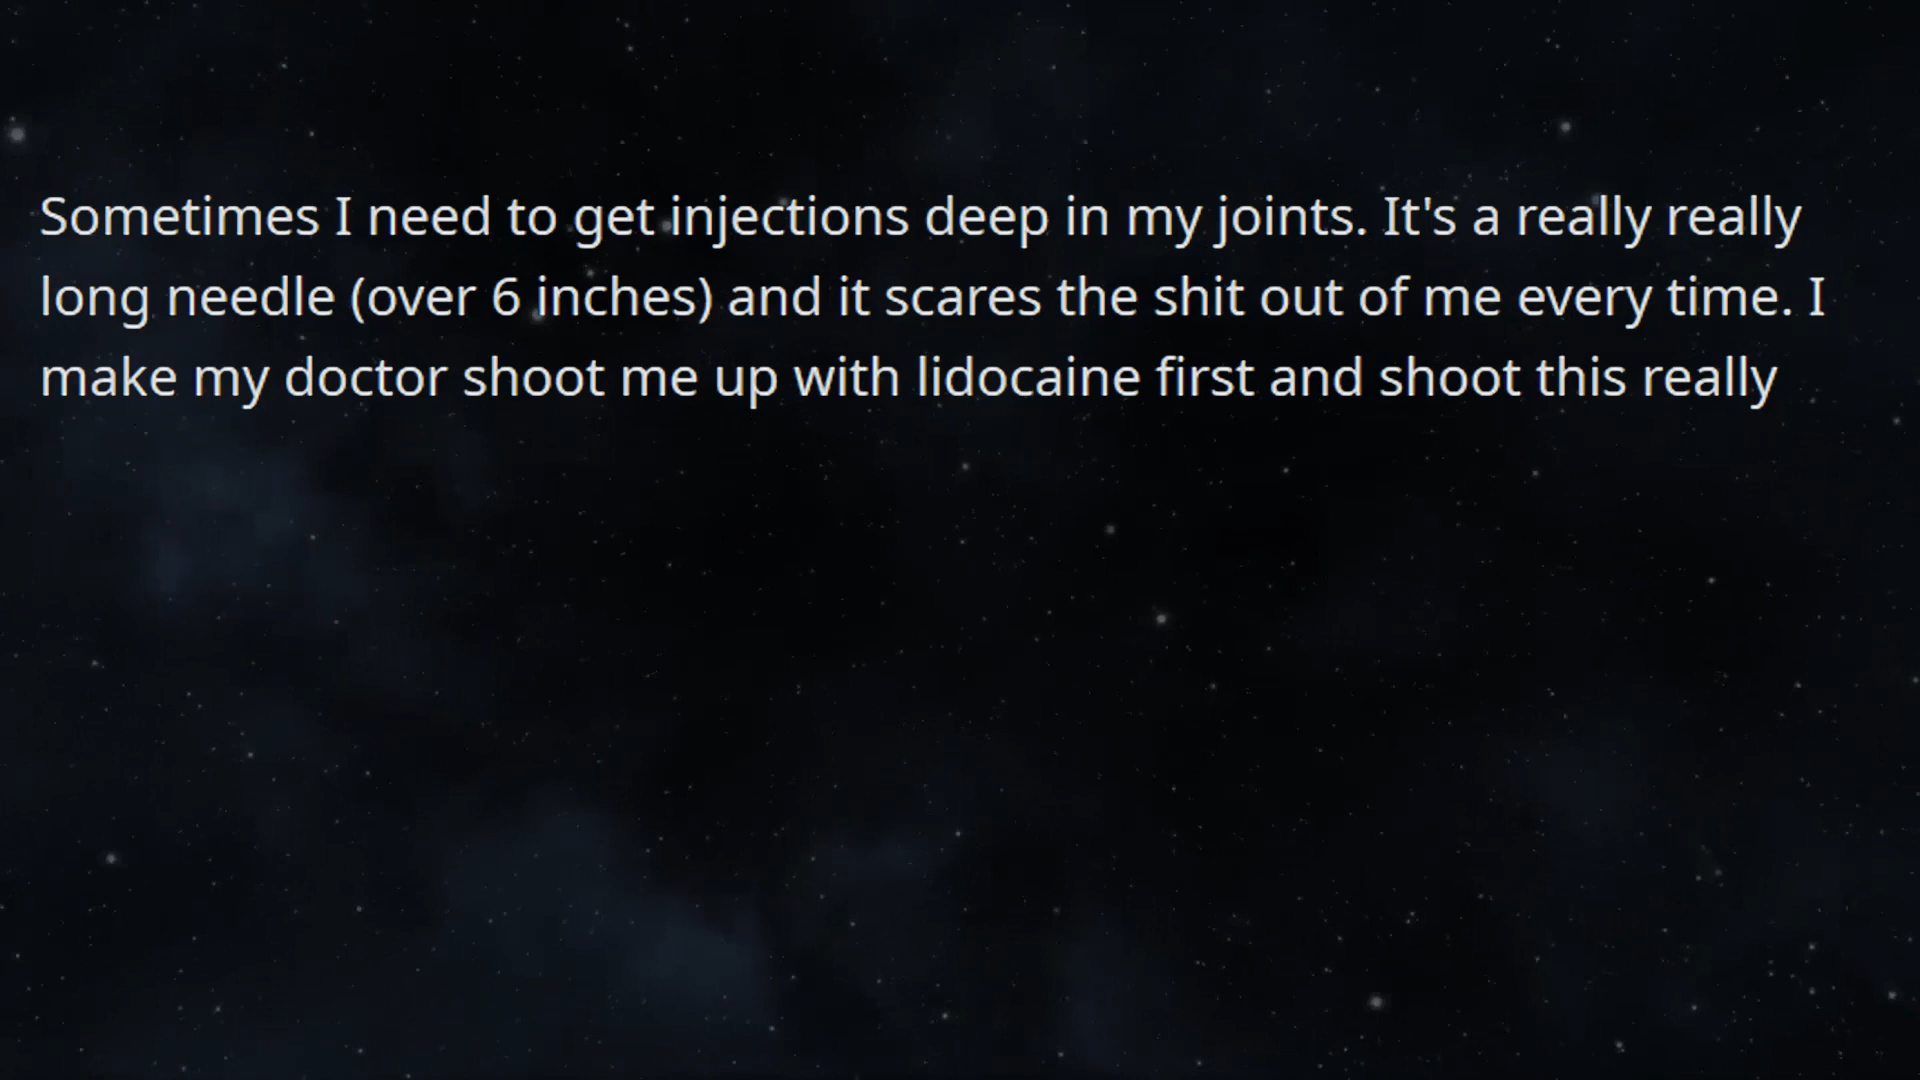 Sometimes I need to get injections deep in my joints. It's a really really
long needle (over 6 inches) and it scares the shit out of me every time. I
make my doctor shoot me up with lidocaine first and shoot this really